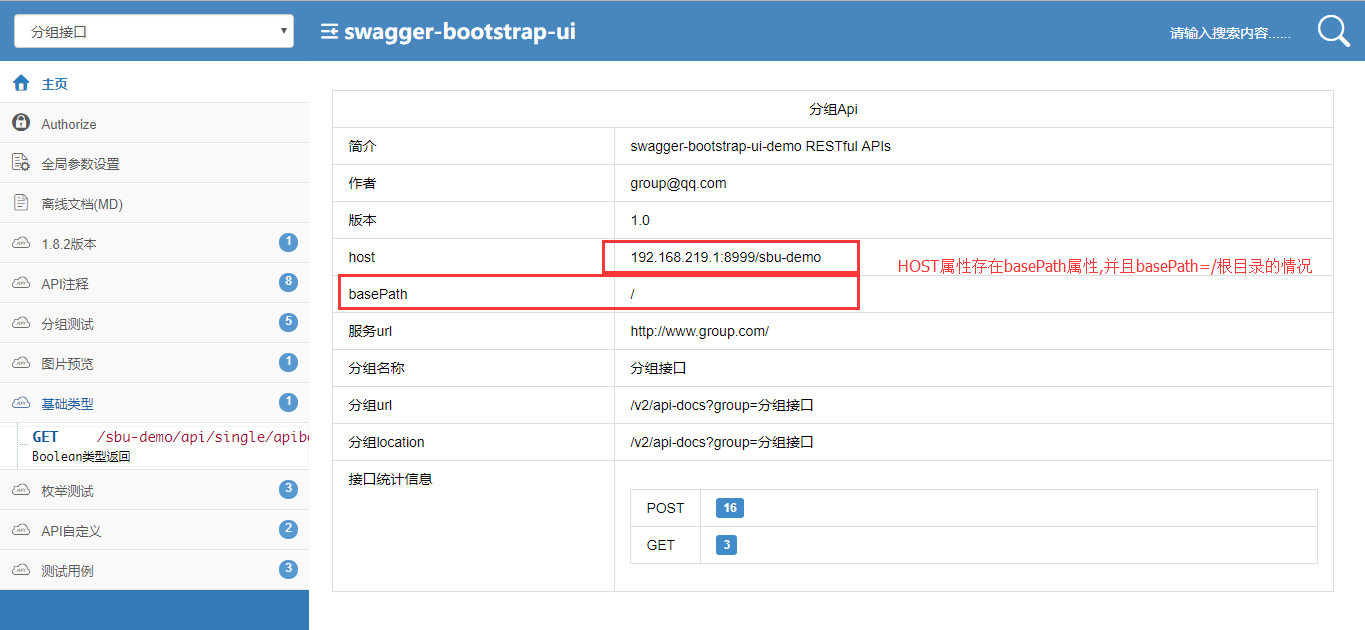 分组接口
swagger-bootstrap-ui
请输入搜索内容......
主页
Authorize
全局参数设置
离线文档(MD)
1.8.2版本 1
API注释 8
分组测试 5
图片预览 1
基础类型 1
GET /sbu-demo/api/single/apib
Boolean类型返回
枚举测试 3
API自定义 2
测试用例 3
分组Api
简介 swagger-bootstrap-ui-demo RESTful APIs
作者 group@qq.com
版本 1.0
host 192.168.219.1:8999/sbu-demo
HOST属性存在basePath属性,并且basePath=/根目录的情况
basePath /
服务url http://www.group.com/
分组名称 分组接口
分组url /v2/api-docs?group=分组接口
分组location /v2/api-docs?group=分组接口
接口统计信息
POST 16
GET 3